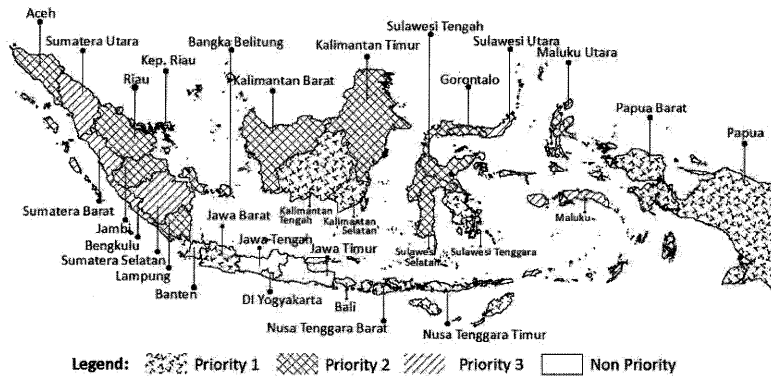 Aceh
Sumatera Utara
Riau
Kep. Riau
Bangka Belitung
Kalimantan Barat
Kalimantan Timur
Sulawesi Tengah
Gorontalo
Sulawesi Utara
Maluku Utara
Papua Barat
Papua
Sumatera Barat
Jambi
Bengkulu
Sumatera Selatan
Lampung
Banten
Jawa Barat
Jawa Tengah
DI Yogyakarta
Jawa Timur
Bali
Kalimantan
Tengah
Kalimantan
Selatan
Nusa Tenggara Barat
Sulawesi
Selatan
Sulawesi Tenggara
Maluku
Nusa Tenggara Timur
Legend: Priority 1 Priority 2 Priority 3 Non Priority